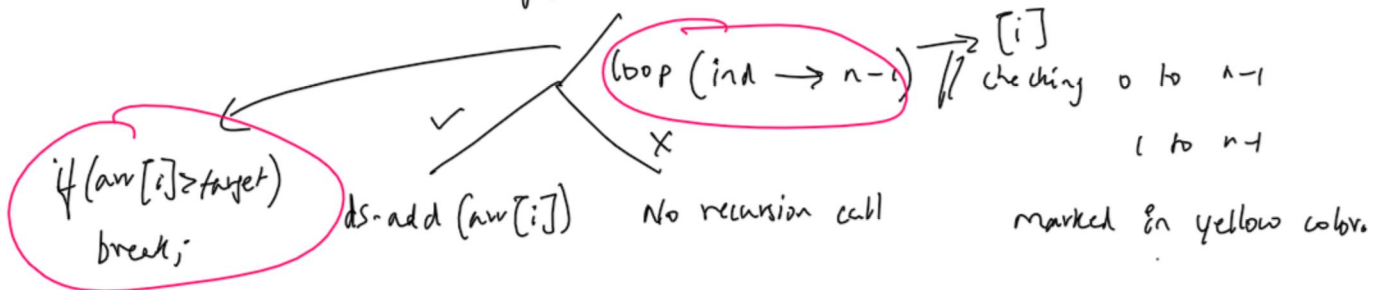 loop (ind → n-1) → [i]
// checking 0 to n-1
1 to n-1
if (arr[i]>target)
break;
ds.add (arr[i])
No recursion call
marked in yellow color.